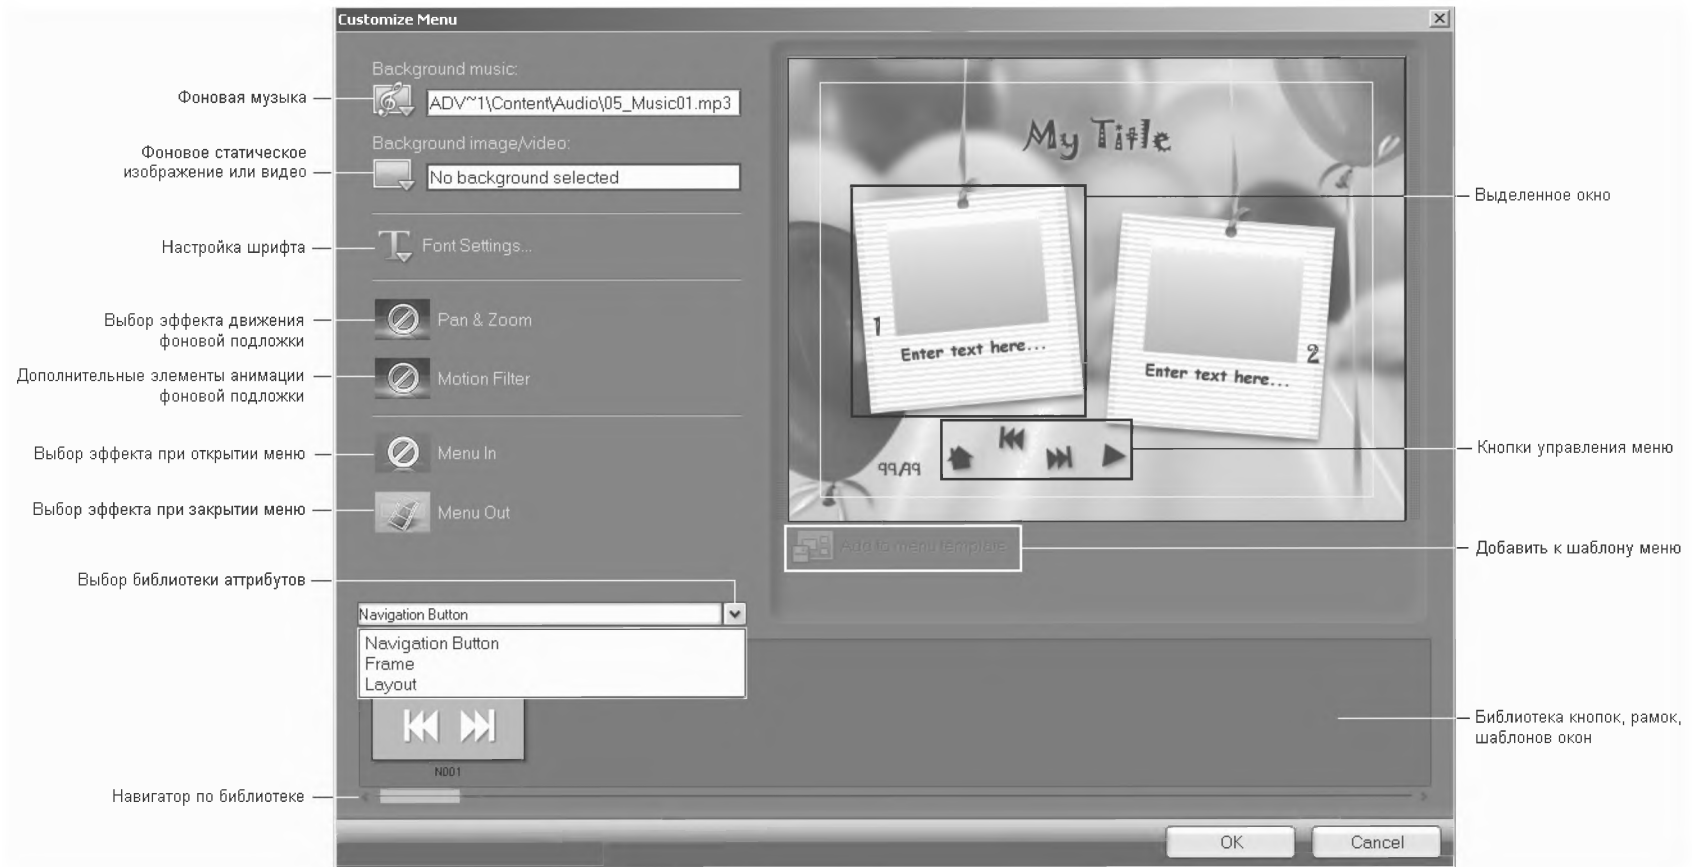 Customize Menu
Background music:
ADV~1\Content\Audio\05_Music01.mp3
Background image/video:
No background selected
Font Settings...
Pan & Zoom
Motion Filter
Menu In
Menu Out
Navigation Button
Navigation Button
Frame
Layout
N001
My Title
1
Enter text here...
2
Enter text here...
99/99
Add to menu template
OK
Cancel
Фоновая музыка
Фоновое статическое
изображение или видео
Настройка шрифта
Выбор эффекта движения
фоновой подложки
Дополнительные элементы анимации
фоновой подложки
Выбор эффекта при открытии меню
Выбор эффекта при закрытии меню
Выбор библиотеки аттрибутов
Навигатор по библиотеке
Выделенное окно
Кнопки управления меню
Добавить к шаблону меню
Библиотека кнопок, рамок,
шаблонов окон